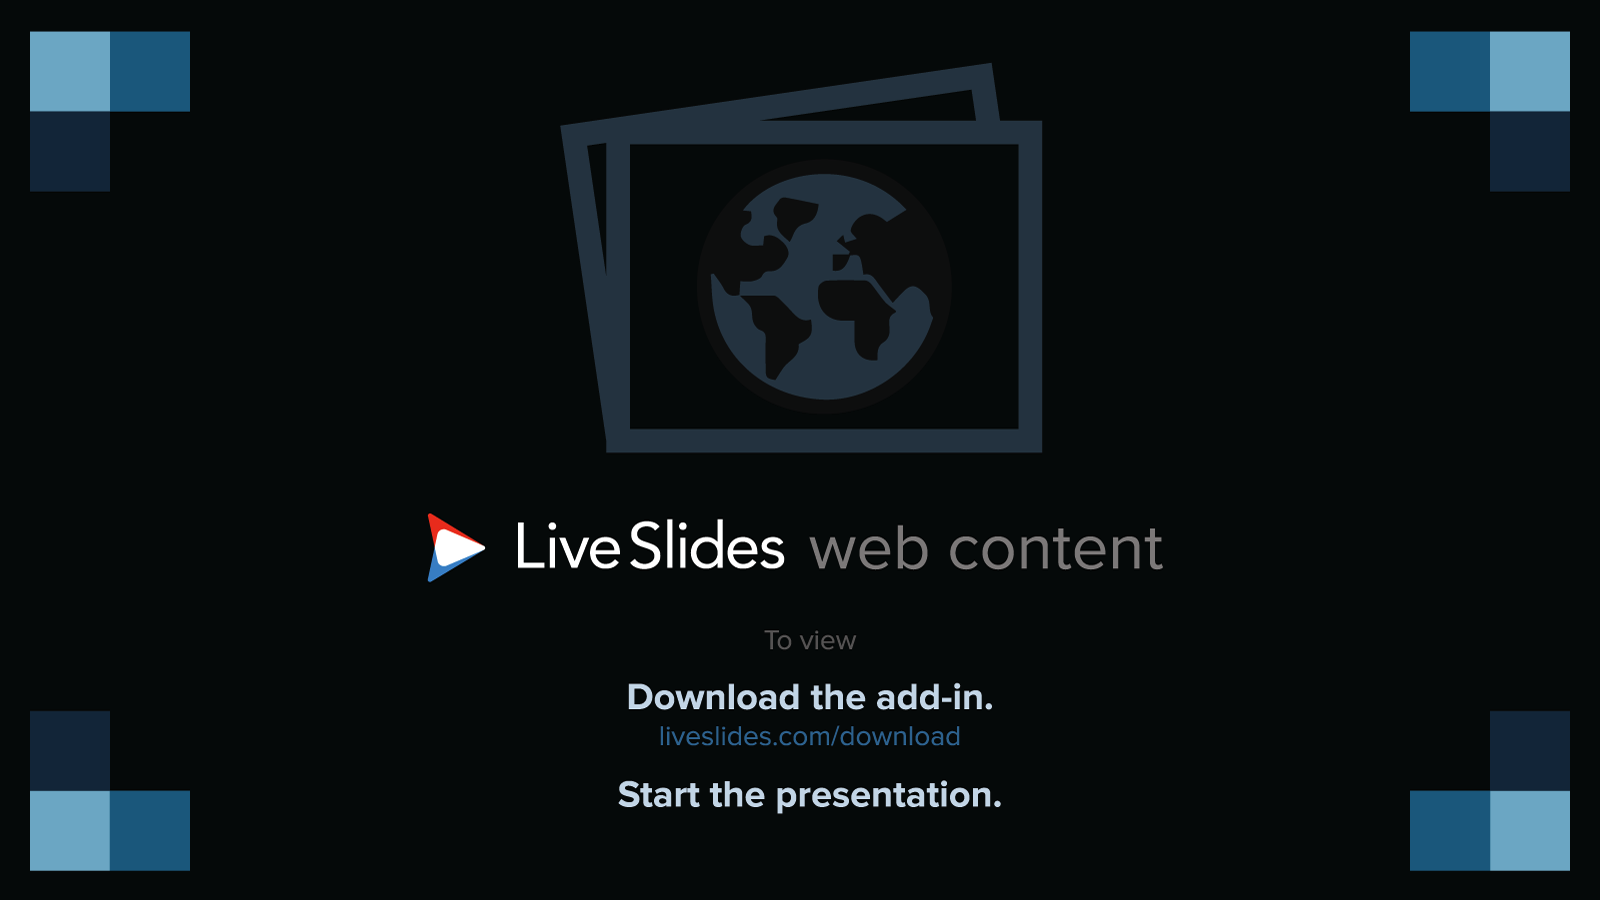 LiveSlides web content
To view
Download the add-in.
liveslides.com/download
Start the presentation.